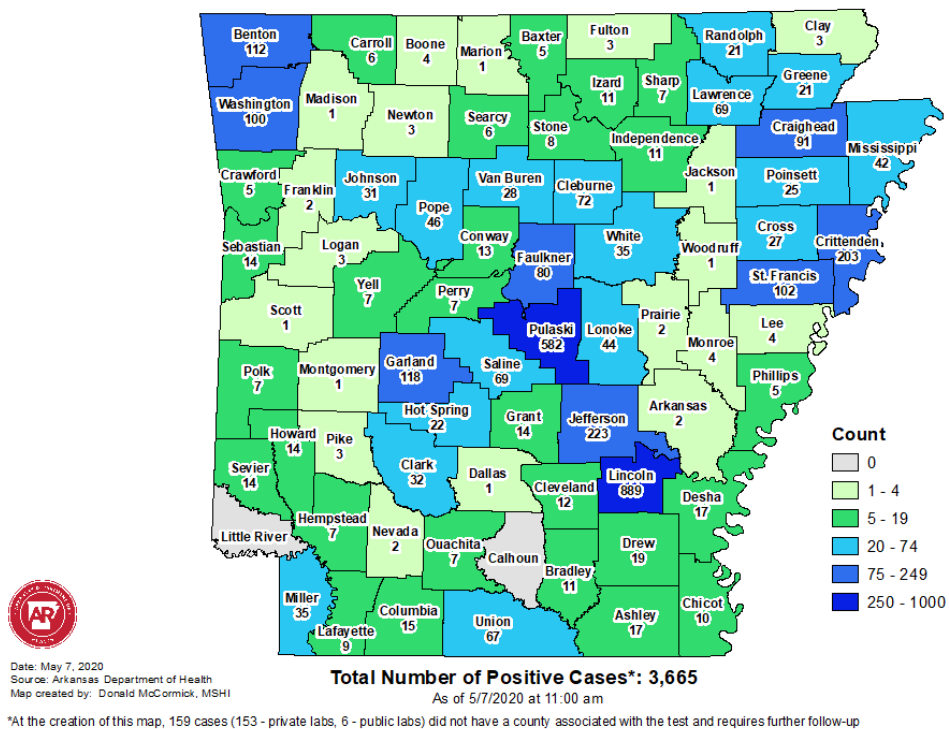 Benton
112
Carroll
6
Boone
4
Marion
1
Baxter
5
Fulton
3
Randolph
21
Clay
3
Washington
100
Madison
1
Newton
3
Searcy
6
Stone
8
Izard
11
Sharp
7
Lawrence
69
Greene
21
Independence
11
Craighead
91
Mississippi
42
Crawford
5
Franklin
2
Johnson
31
Pope
46
Van Buren
28
Cleburne
72
Jackson
1
Poinsett
25
Sebastian
14
Logan
3
Conway
13
Faulkner
80
White
35
Woodruff
1
Cross
27
Crittenden
203
St. Francis
102
Scott
1
Yell
7
Perry
7
Pulaski
582
Lonoke
44
Prairie
2
Monroe
4
Lee
4
Phillips
5
Polk
7
Montgomery
1
Garland
118
Saline
69
Hot Spring
22
Grant
14
Jefferson
223
Arkansas
2
Howard
14
Pike
3
Clark
32
Dallas
1
Cleveland
12
Lincoln
889
Desha
17
Sevier
14
Little River
Hempstead
7
Nevada
2
Ouachita
7
Calhoun
Bradley
11
Drew
19
Miller
35
Lafayette
9
Columbia
15
Union
67
Ashley
17
Chicot
10
Count
0
1 - 4
5 - 19
20 - 74
75 - 249
250 - 1000
AR
Date: May 7, 2020
Source: Arkansas Department of Health
Map created by: Donald McCormick, MSHI
Total Number of Positive Cases*: 3,665
As of 5/7/2020 at 11:00 am
*At the creation of this map, 159 cases (153 - private labs, 6 - public labs) did not have a county associated with the test and requires further follow-up